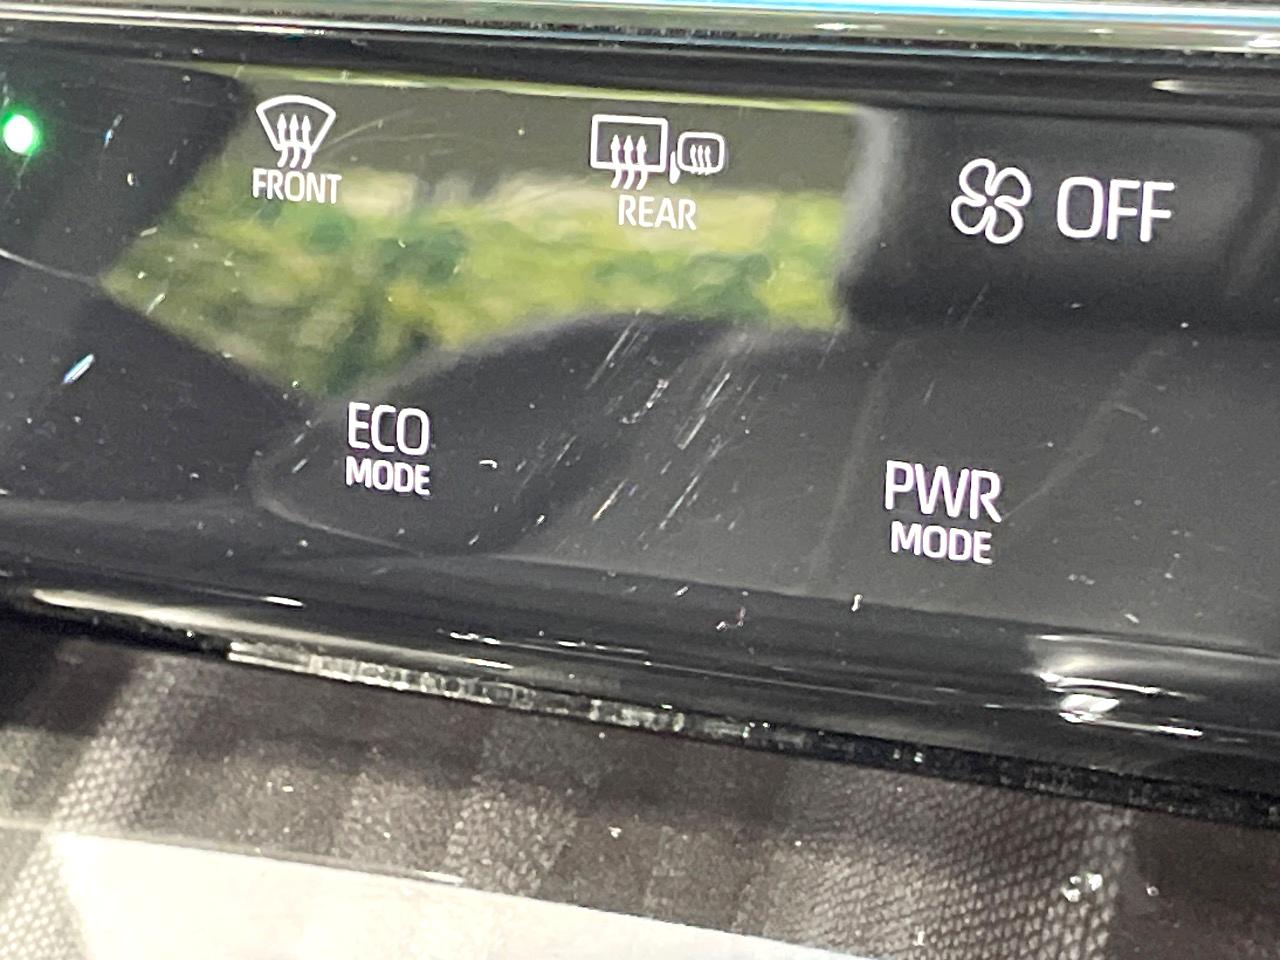 FRONT
REAR
OFF
ECO
MODE
PWR
MODE